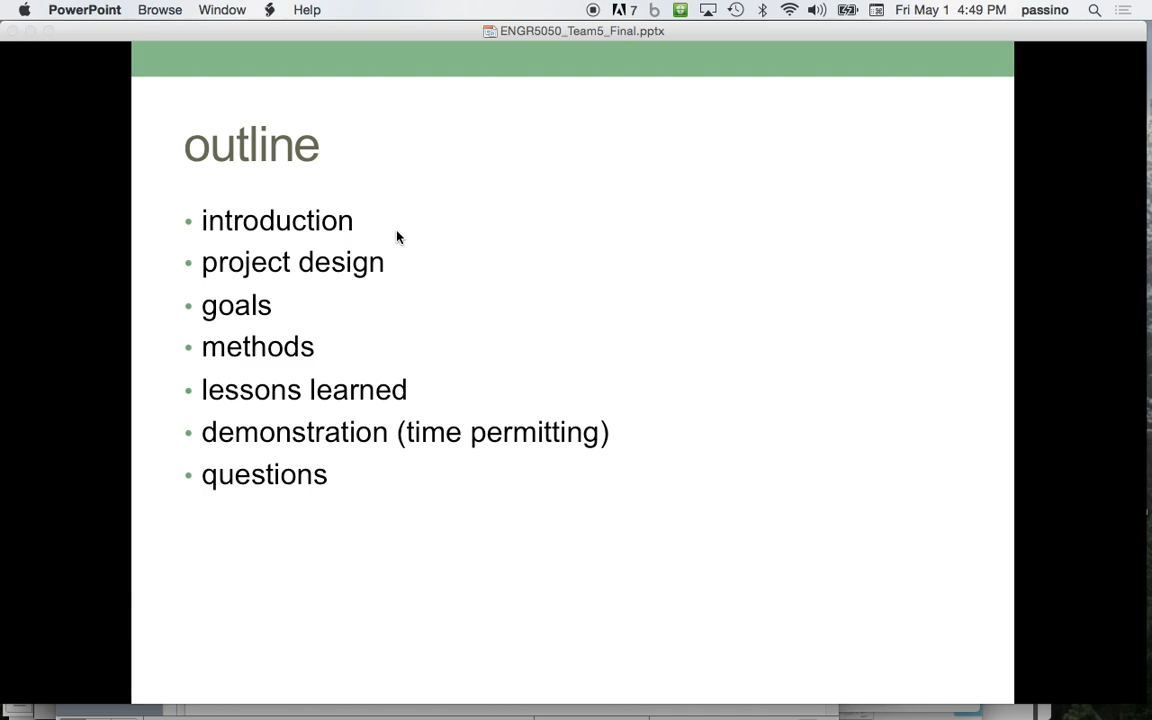 PowerPoint Browse Window Help 7 Fri May 1 4:49 PM passino
ENGR5050_Team5_Final.pptx
outline
• introduction
• project design
• goals
• methods
• lessons learned
• demonstration (time permitting)
• questions